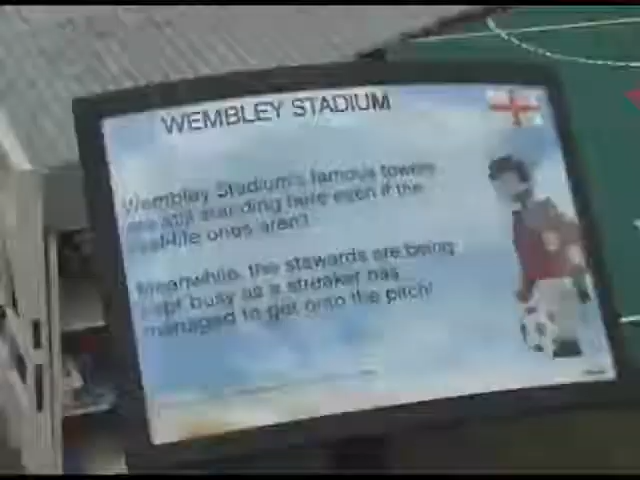 WEMBLEY STADIUM
Wembley Stadium's famous towers
are still standing here even if the
real-life ones aren't.
Meanwhile, the stewards are being
kept busy as a streaker has
managed to get onto the pitch!